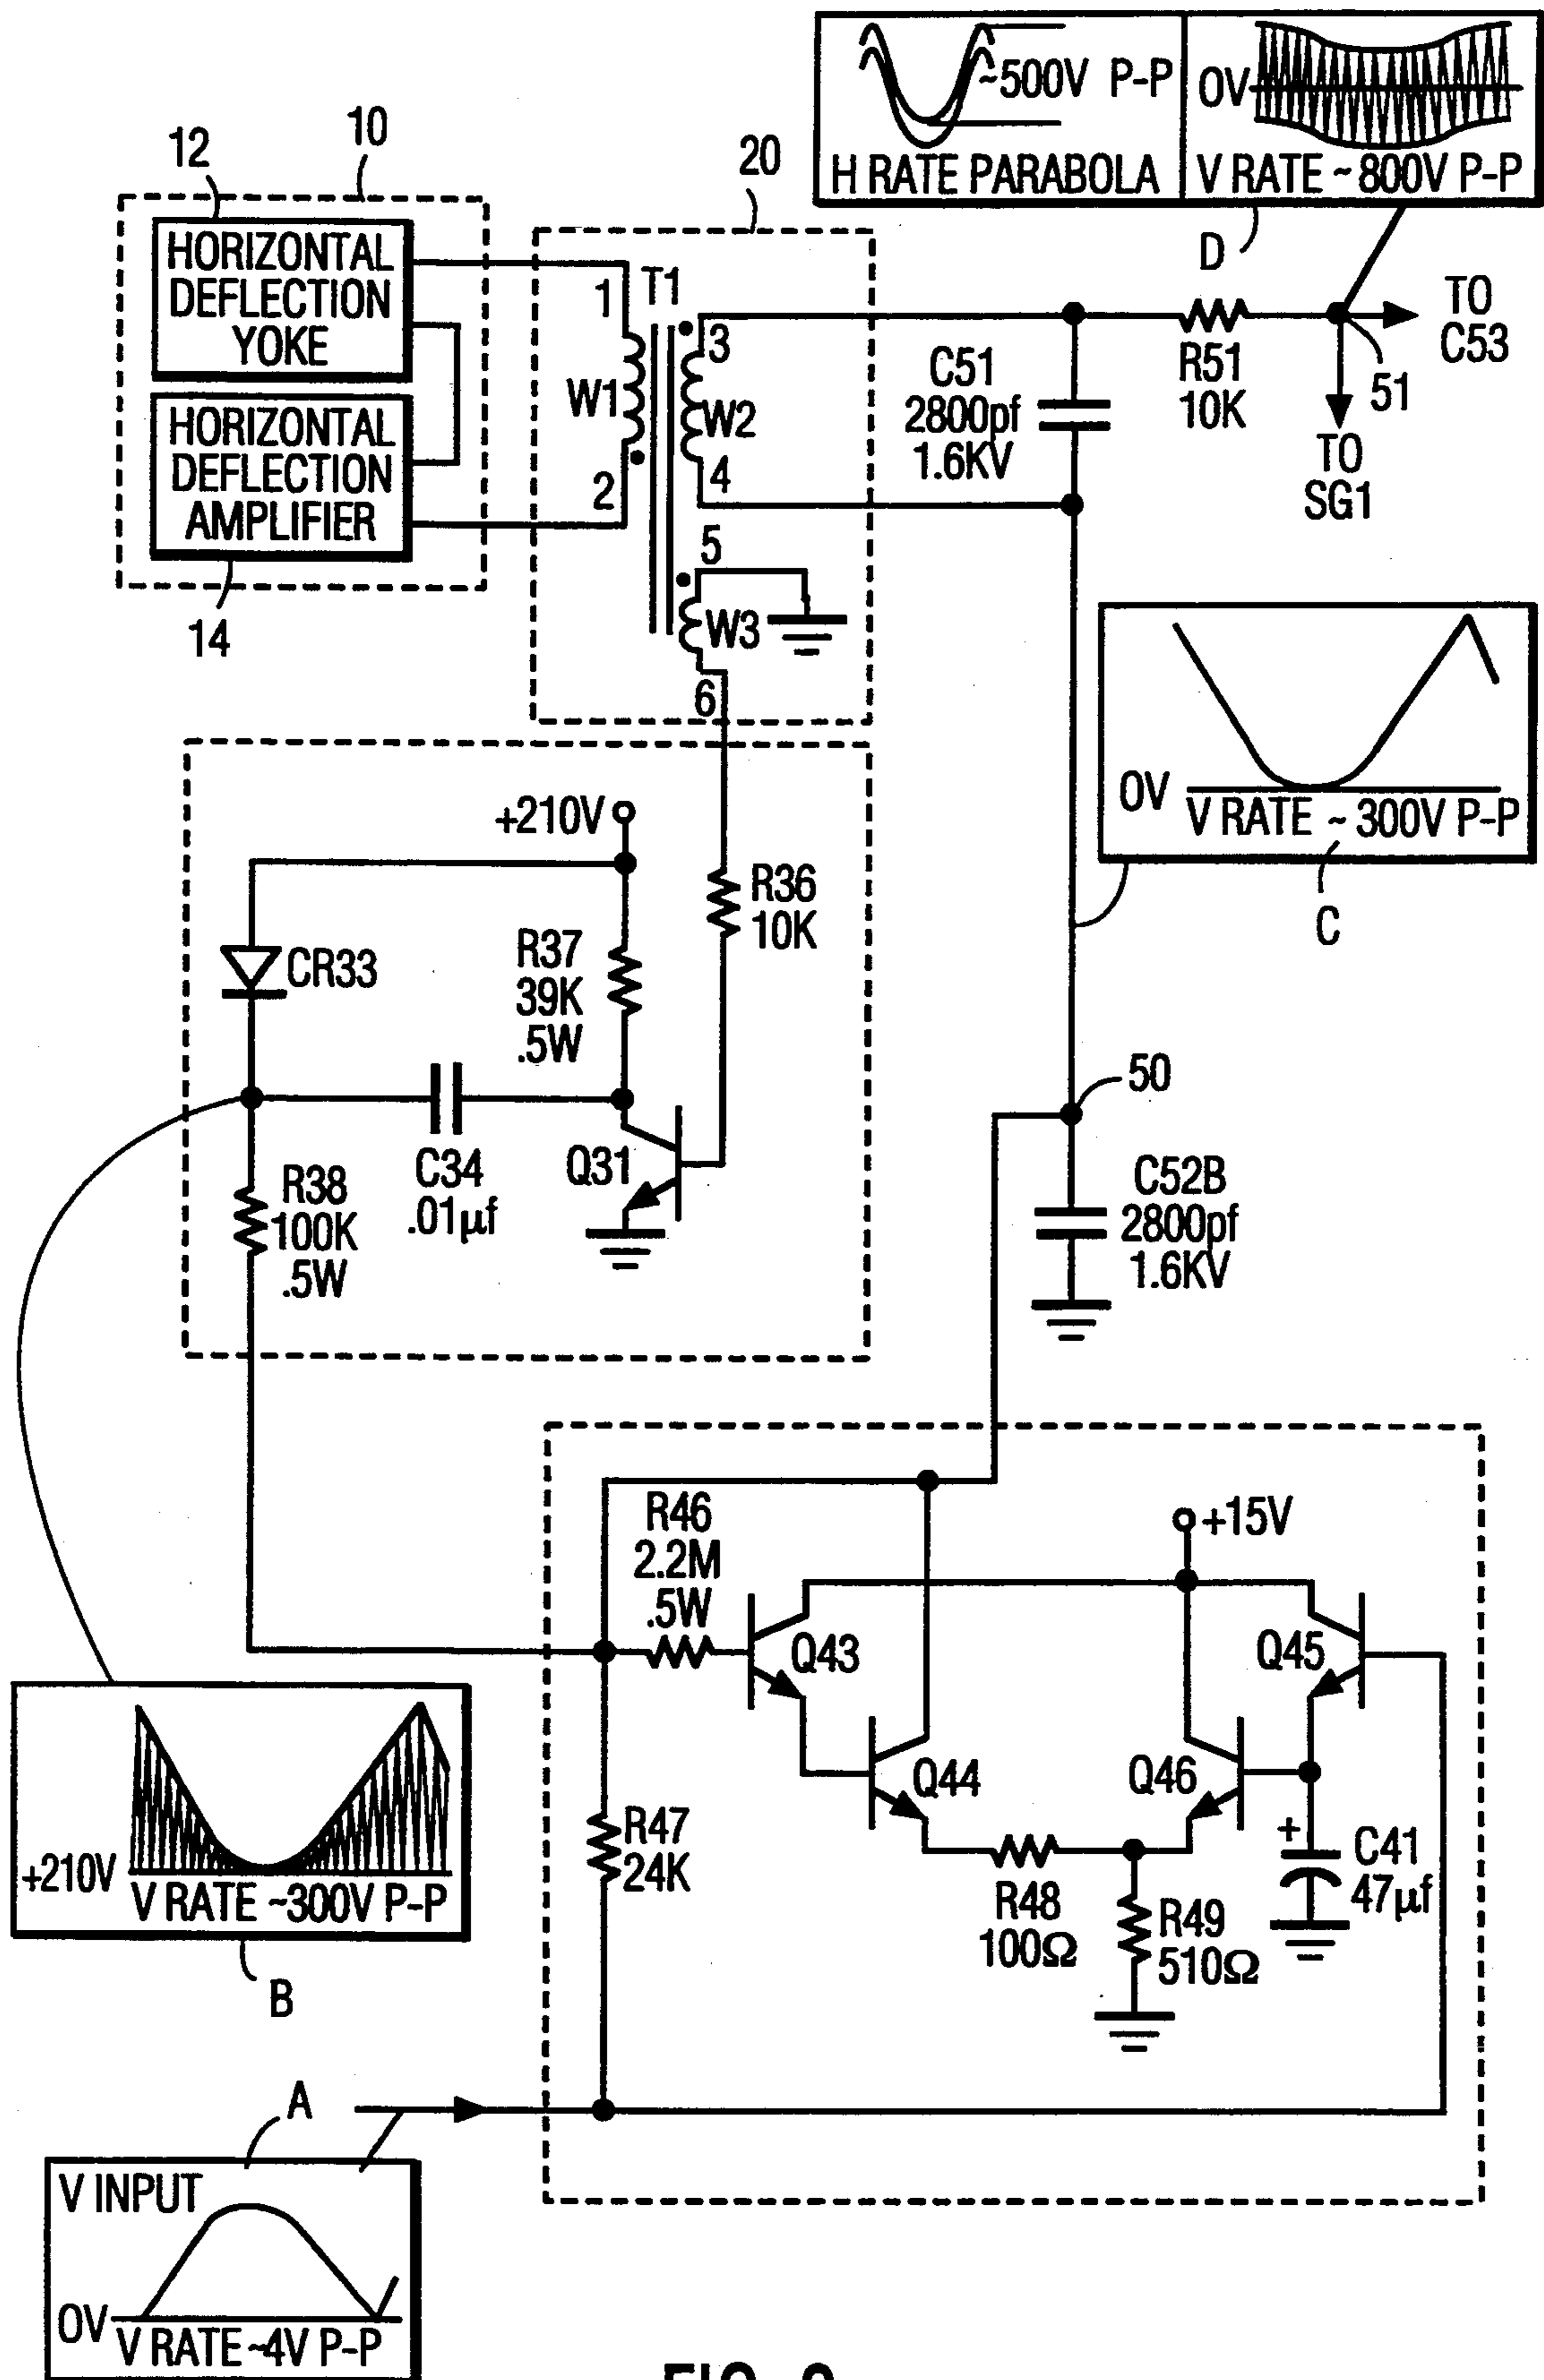 ~500V P-P
H RATE PARABOLA
0V
V RATE ~800V P-P
D
10
12
20
HORIZONTAL
DEFLECTION
YOKE
HORIZONTAL
DEFLECTION
AMPLIFIER
14
1
T1
W1
2
3
W2
4
5
W3
6
C51
2800pf
1.6KV
R51
10K
51
TO
C53
TO
SG1
0V
V RATE ~ 300V P-P
C
+210V
CR33
R37
39K
.5W
R36
10K
C34
.01µf
Q31
R38
100K
.5W
50
C52B
2800pf
1.6KV
R46
2.2M
.5W
+15V
Q43
Q45
Q44
Q46
R47
24K
R48
100Ω
R49
510Ω
+
C41
47µf
+210V
V RATE ~300V P-P
B
A
V INPUT
0V
V RATE ~4V P-P